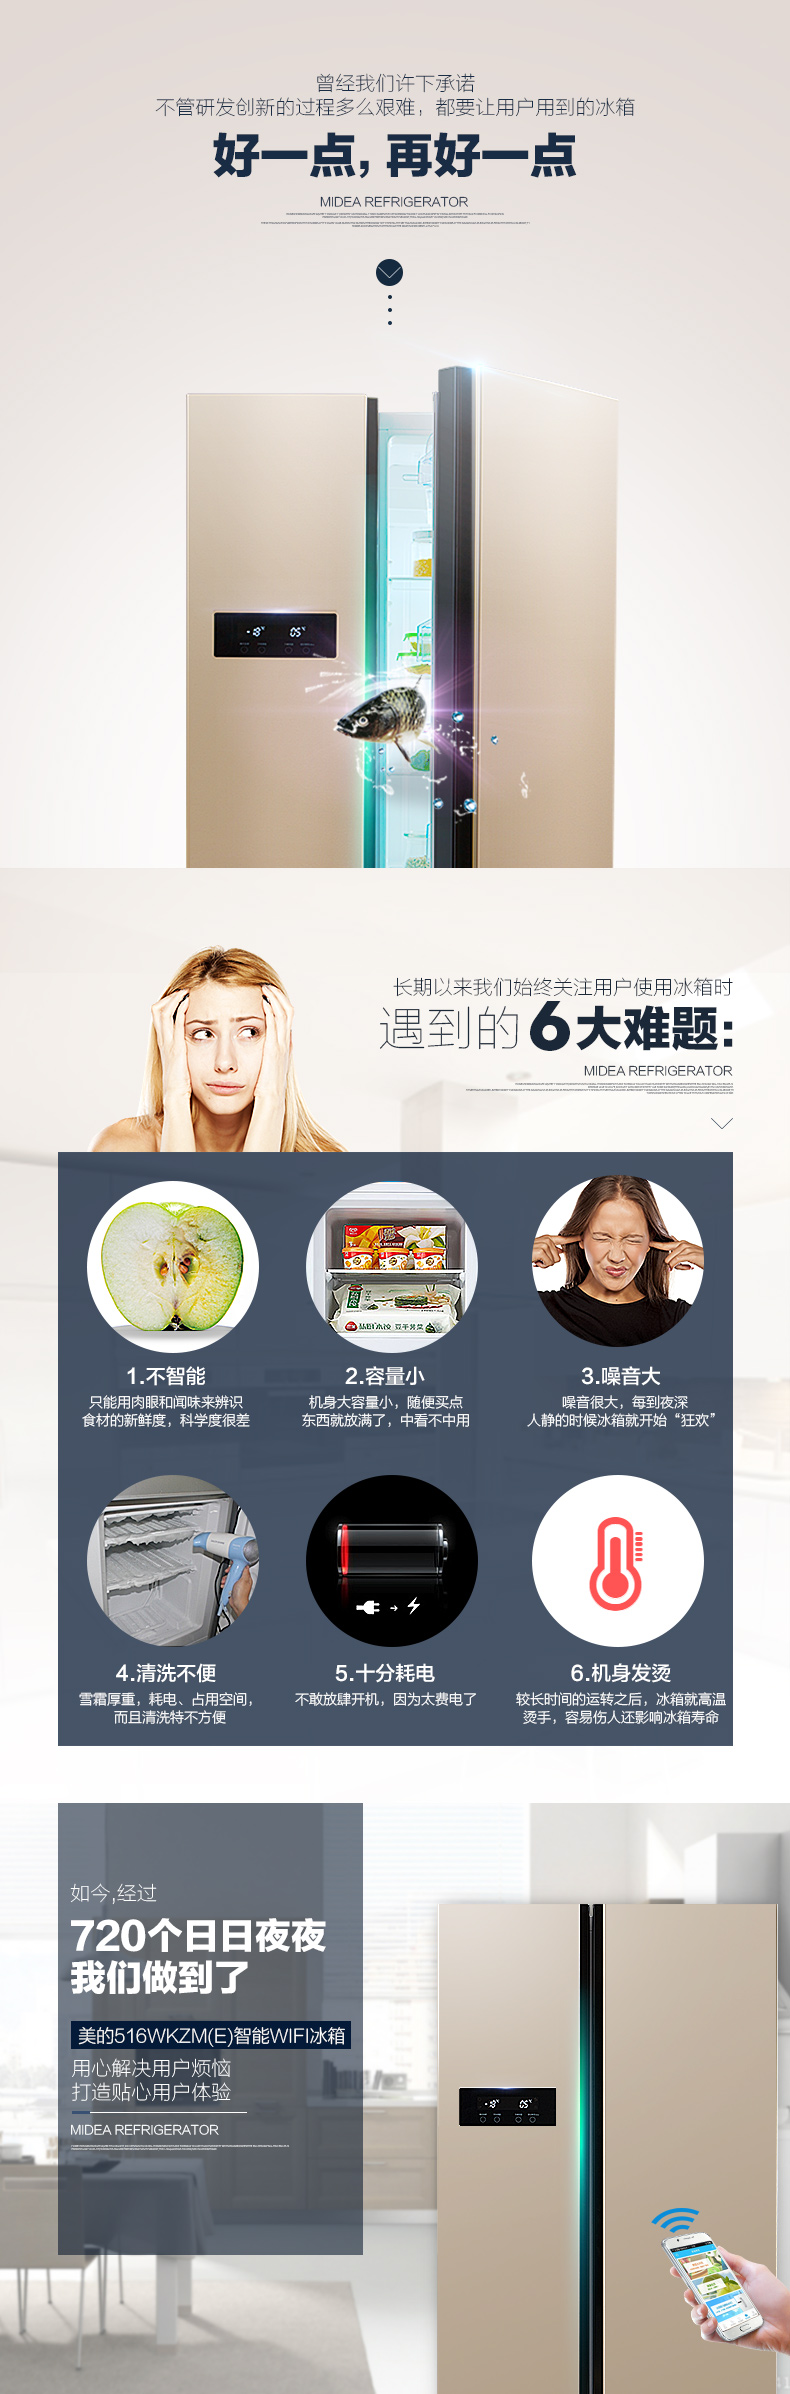 曾经我们许下承诺
不管研发创新的过程多么艰难，都要让用户用到的冰箱
好一点，再好一点
MIDEA REFRIGERATOR
-18℃ 05℃
长期以来我们始终关注用户使用冰箱时
遇到的6大难题:
MIDEA REFRIGERATOR
1.不智能
只能用肉眼和闻味来辨识
食材的新鲜度，科学度很差
2.容量小
机身大容量小，随便买点
东西就放满了，中看不中用
3.噪音大
噪音很大，每到夜深
人静的时候冰箱就开始“狂欢”
4.清洗不便
雪霜厚重，耗电、占用空间，
而且清洗特不方便
5.十分耗电
不敢放肆开机，因为太费电了
6.机身发烫
较长时间的运转之后，冰箱就高温
烫手，容易伤人还影响冰箱寿命
如今,经过
720个日日夜夜
我们做到了
美的516WKZM(E)智能WIFI冰箱
用心解决用户烦恼
打造贴心用户体验
MIDEA REFRIGERATOR
-18℃ 05℃